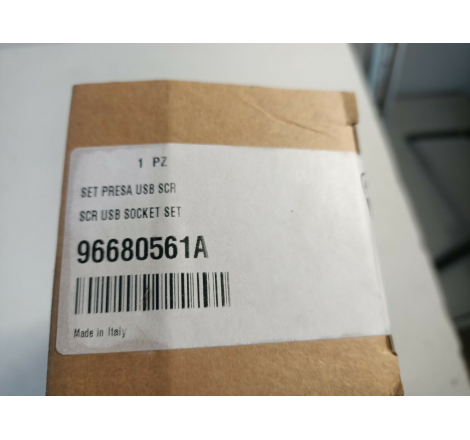 1 PZ
SET PRESA USB SCR
SCR USB SOCKET SET
96680561A
Made in Italy